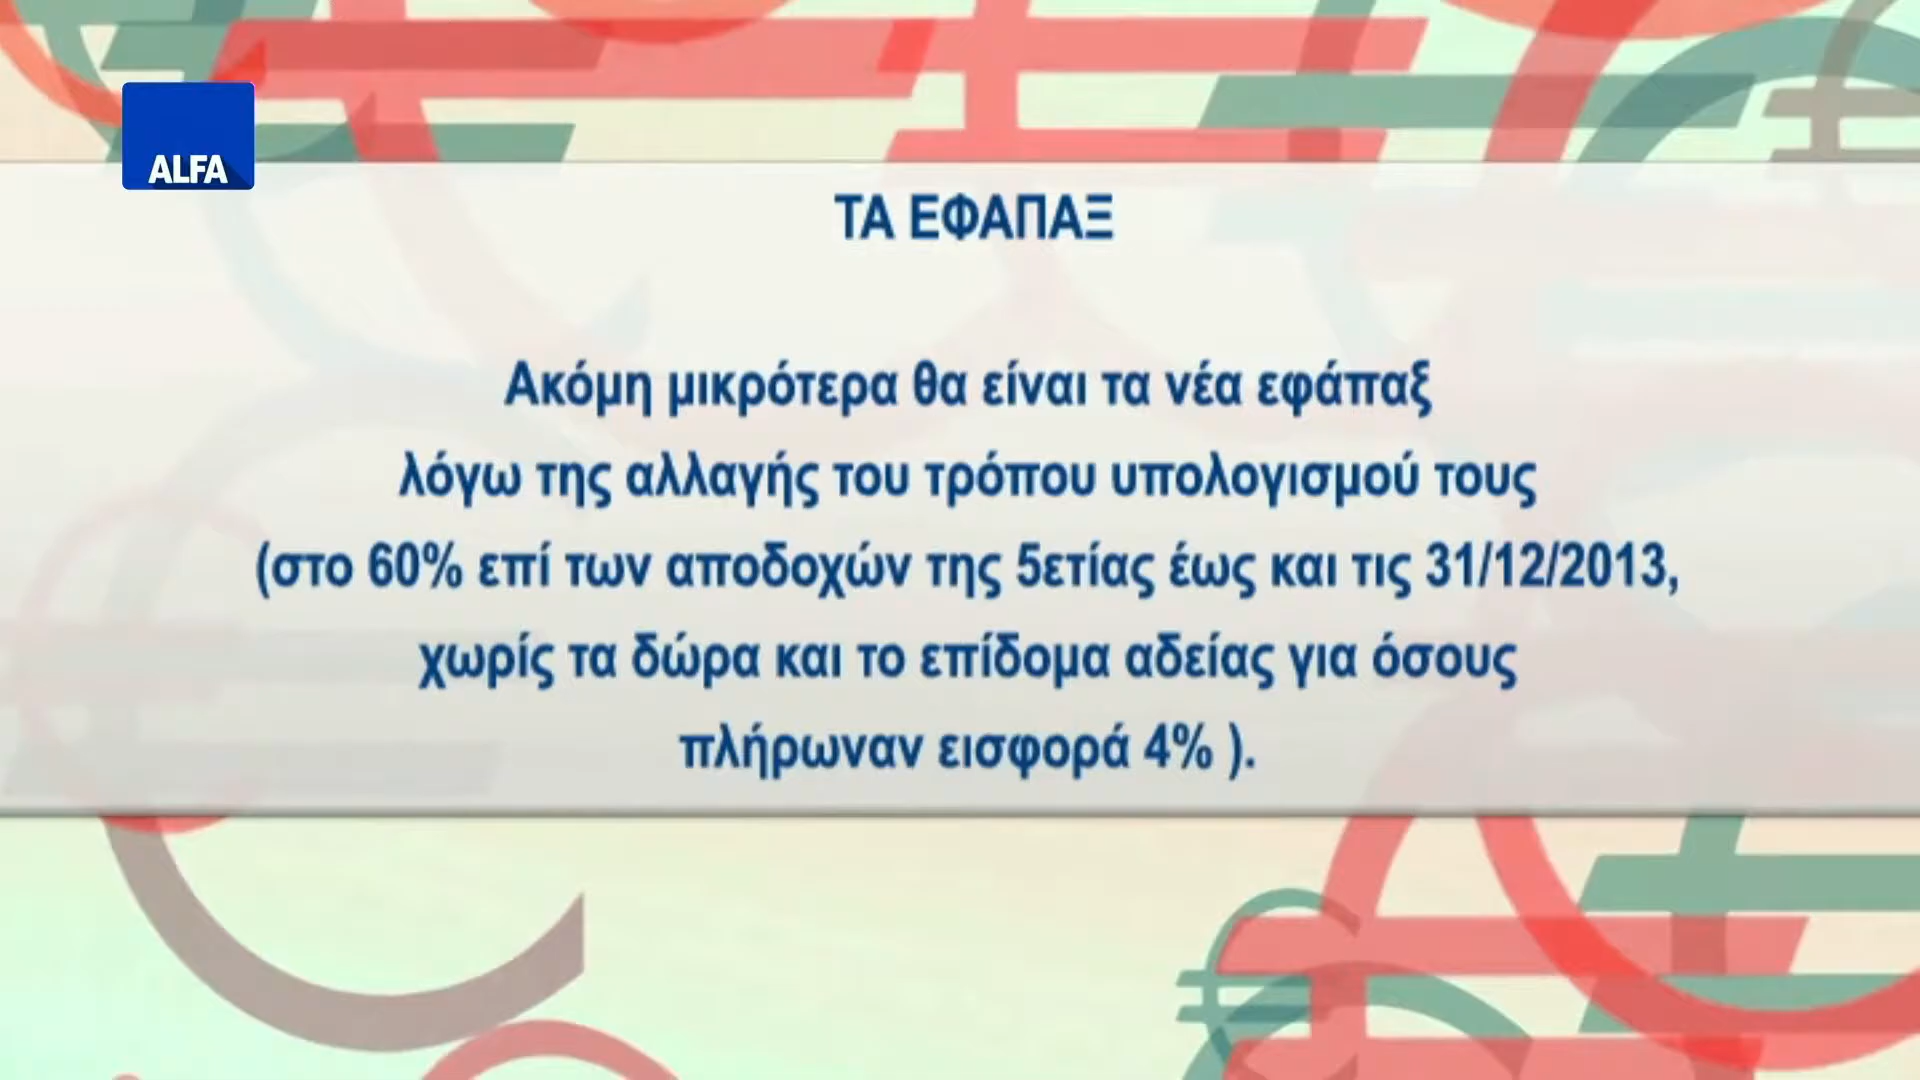 ALFA
ΤΑ ΕΦΑΠΑΞ
Ακόμη μικρότερα θα είναι τα νέα εφάπαξ
λόγω της αλλαγής του τρόπου υπολογισμού τους
(στο 60% επί των αποδοχών της 5ετίας έως και τις 31/12/2013,
χωρίς τα δώρα και το επίδομα αδείας για όσους
πλήρωναν εισφορά 4% ).